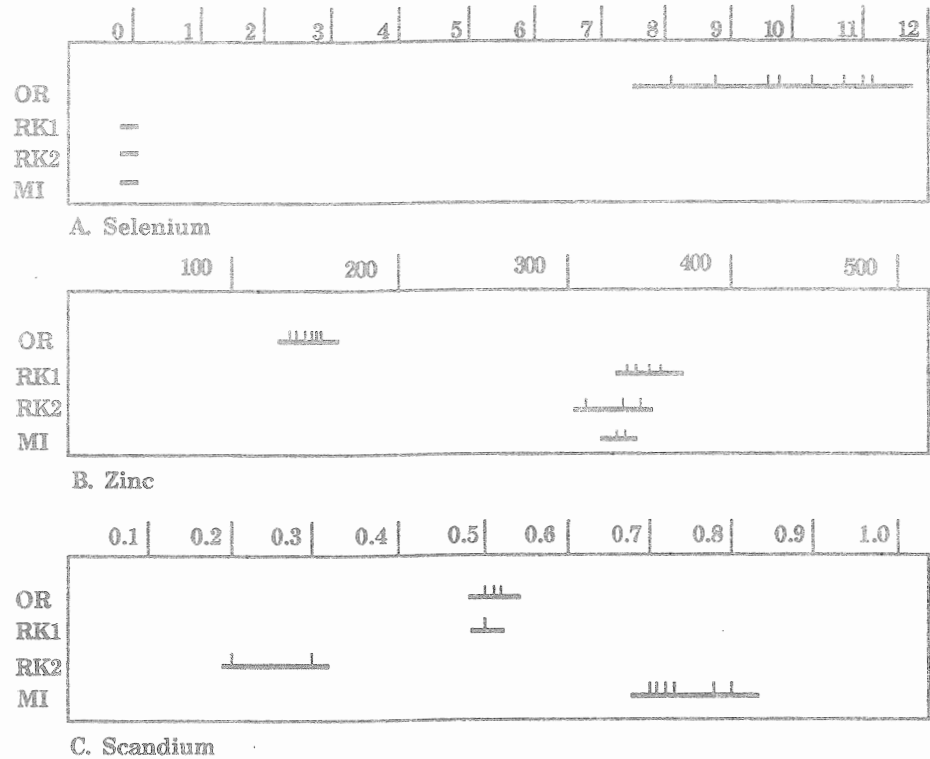 0 1 2 3 4 5 6 7 8 9 10 11 12
OR
RK1
RK2
MI
A. Selenium
100 200 300 400 500
OR
RK1
RK2
MI
B. Zinc
0.1 0.2 0.3 0.4 0.5 0.6 0.7 0.8 0.9 1.0
OR
RK1
RK2
MI
C. Scandium